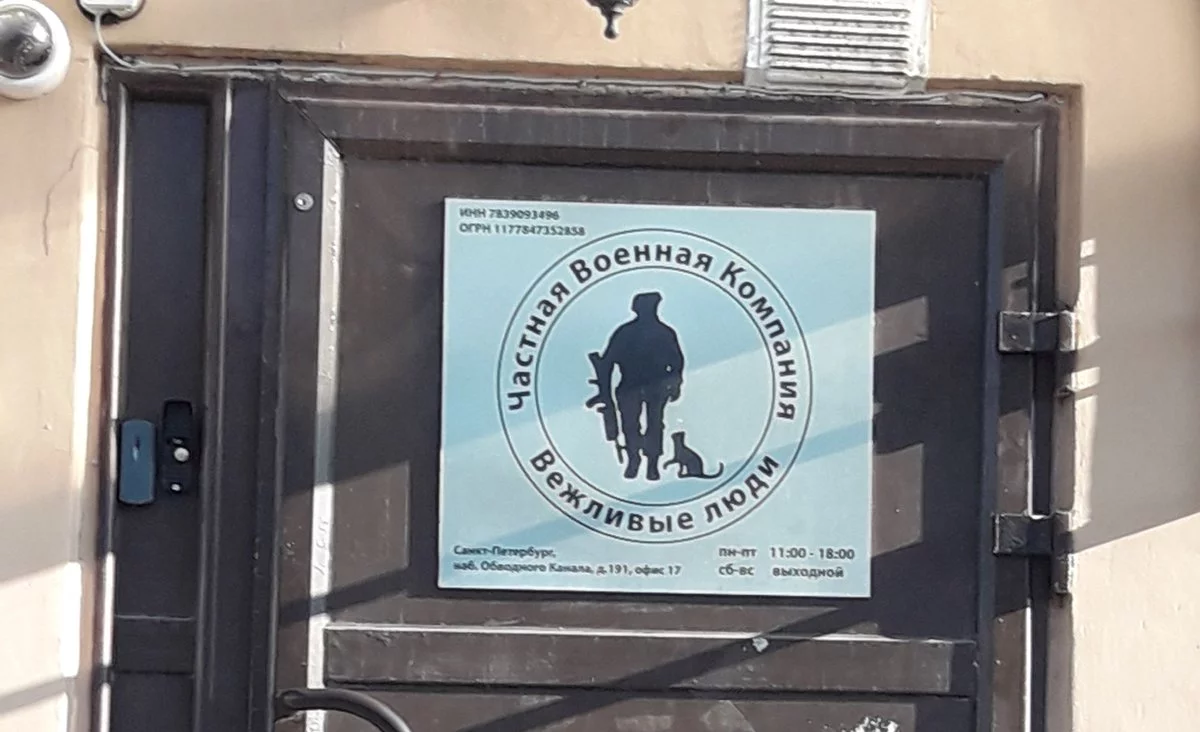 ИНН 7839093496
ОГРН 1177847352858
Частная Военная Компания
Вежливые люди
Санкт-Петербург,
наб. Обводного Канала, д.191, офис 17
пн-пт 11:00 - 18:00
сб-вс выходной